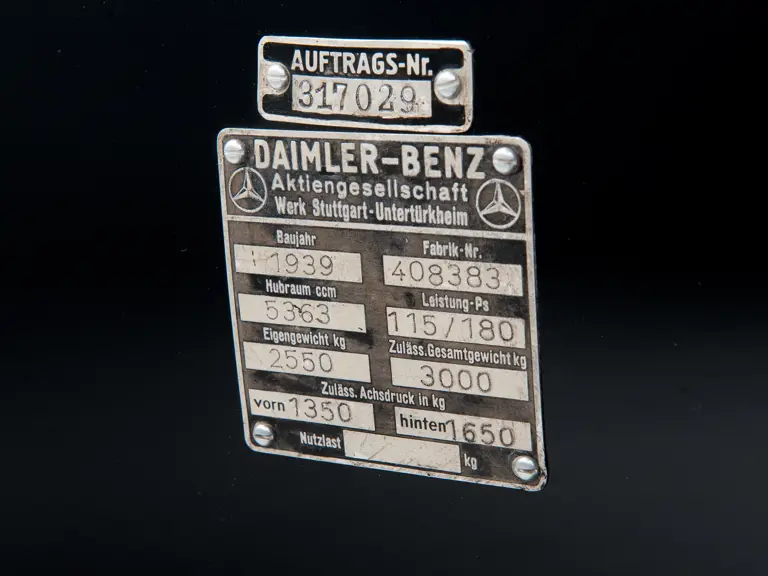 AUFTRAGS-Nr.
317029
DAIMLER-BENZ
Aktiengesellschaft
Werk Stuttgart-Untertürkheim
Baujahr Fabrik-Nr.
1939 408383
Hubraum ccm Leistung-Ps
5363 115/180
Eigengewicht kg Zuläss.Gesamtgewicht kg
2550 3000
Zuläss. Achsdruck in kg
vorn 1350 hinten 1650
Nutzlast kg